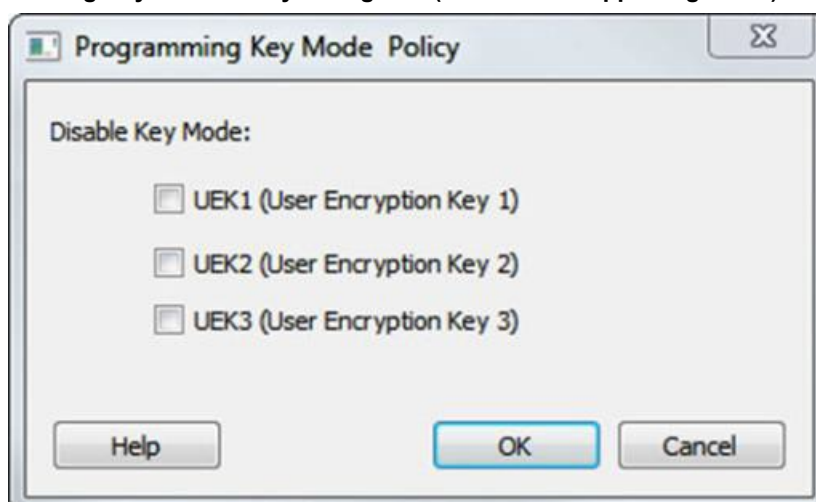 Programming Key Mode Policy
Disable Key Mode:
UEK1 (User Encryption Key 1)
UEK2 (User Encryption Key 2)
UEK3 (User Encryption Key 3)
Help OK Cancel